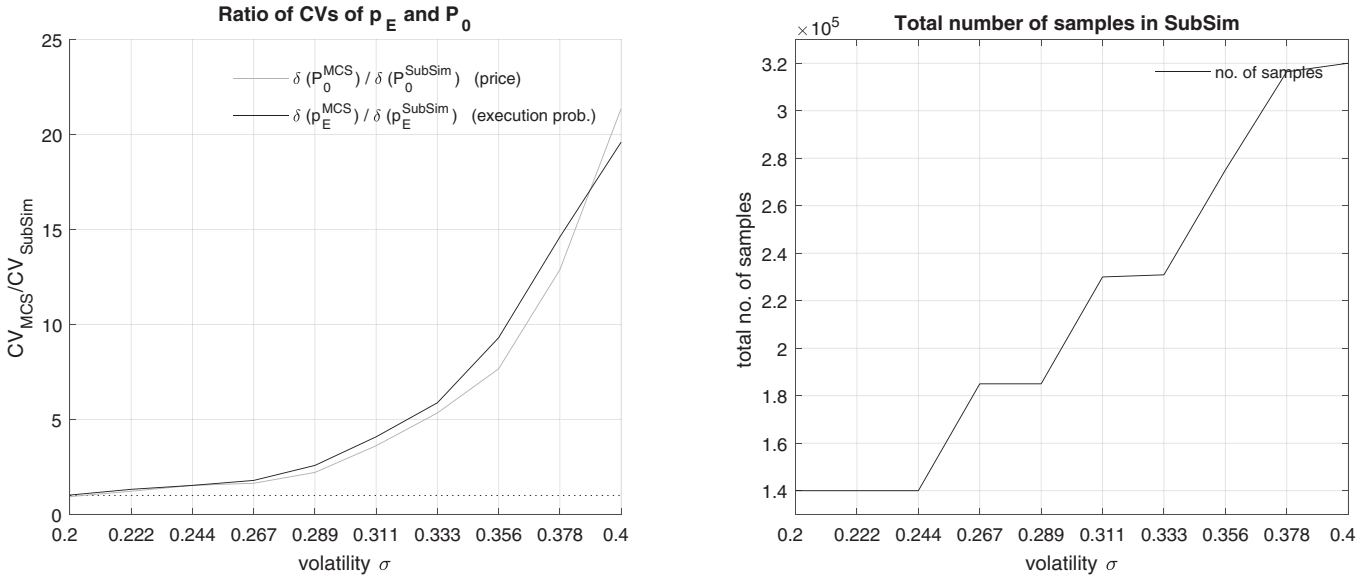 Ratio of CVs of p_E and P_0
25
20
15
10
5
0
CV_MCS/CV_SubSim
δ (P_0^MCS) / δ (P_0^SubSim) (price)
δ (p_E^MCS) / δ (p_E^SubSim) (execution prob.)
0.2 0.222 0.244 0.267 0.289 0.311 0.333 0.356 0.378 0.4
volatility σ
Total number of samples in SubSim
×10^5
3.2
3
2.8
2.6
2.4
2.2
2
1.8
1.6
1.4
total no. of samples
no. of samples
0.2 0.222 0.244 0.267 0.289 0.311 0.333 0.356 0.378 0.4
volatility σ